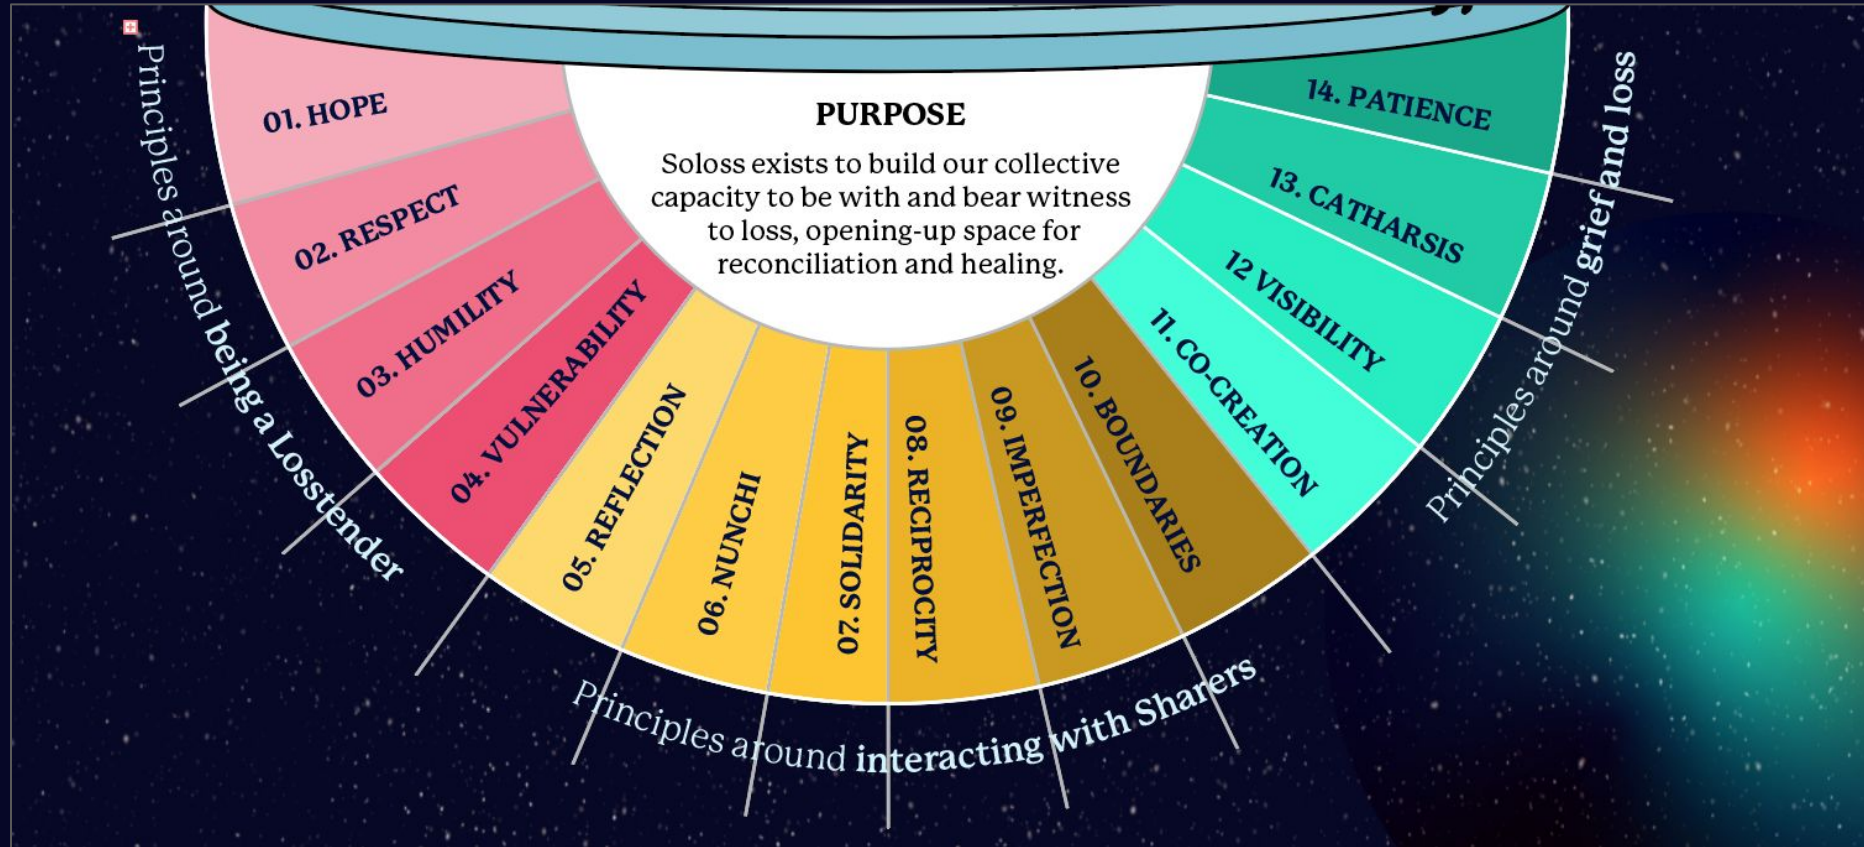 PURPOSE
Soloss exists to build our collective
capacity to be with and bear witness
to loss, opening-up space for
reconciliation and healing.
Principles around being a Losstender
01. HOPE
02. RESPECT
03. HUMILITY
04. VULNERABILITY
Principles around interacting with Sharers
05. REFLECTION
06. NUNCHI
07. SOLIDARITY
08. RECIPROCITY
09. IMPERFECTION
10. BOUNDARIES
Principles around grief and loss
11. CO-CREATION
12 VISIBILITY
13. CATHARSIS
14. PATIENCE